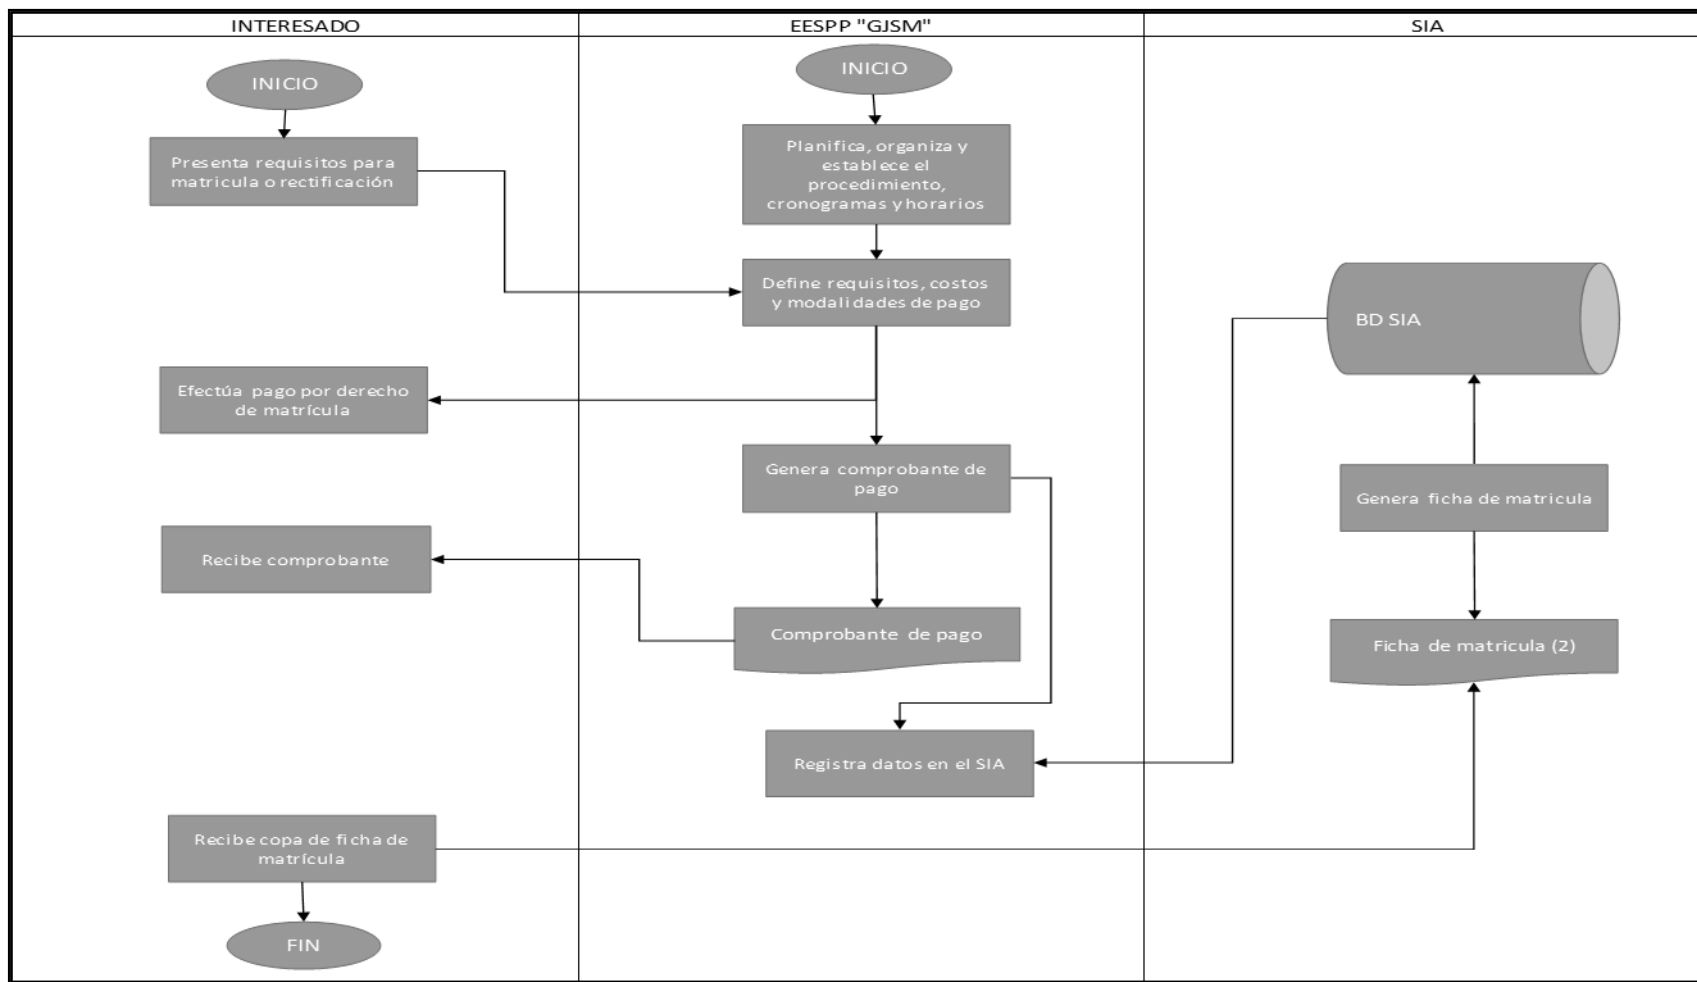 INTERESADO
EESPP "GJSM"
SIA
INICIO
INICIO
Presenta requisitos para
matricula o rectificación
Planifica, organiza y
establece el
procedimiento,
cronogramas y horarios
Define requisitos, costos
y modalidades de pago
BD SIA
Efectúa pago por derecho
de matrícula
Genera comprobante de
pago
Genera ficha de matricula
Recibe comprobante
Comprobante de pago
Ficha de matricula (2)
Registra datos en el SIA
Recibe copa de ficha de
matrícula
FIN